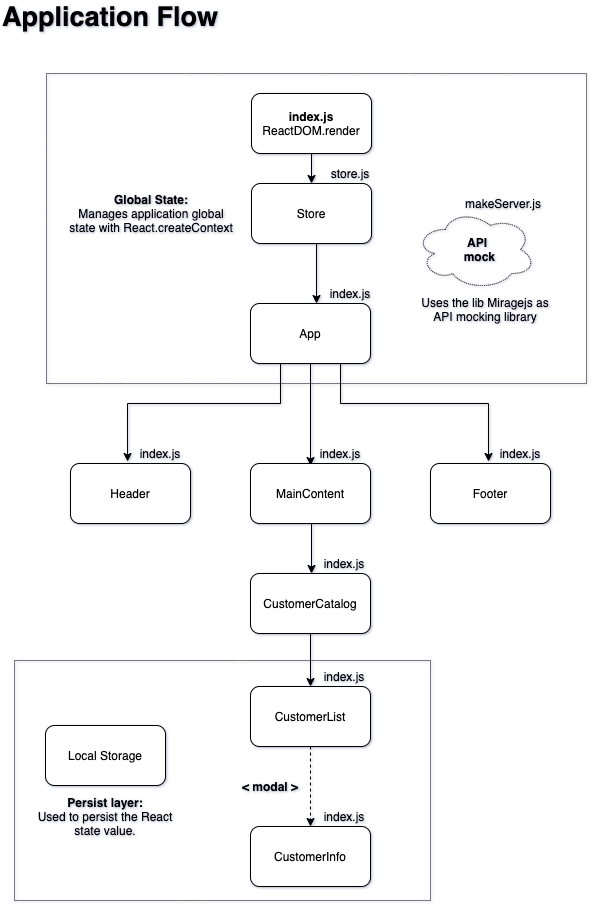 Application Flow
index.js
ReactDOM.render
store.js
Global State:
Manages application global
state with React.createContext
Store
makeServer.js
API
mock
Uses the lib Miragejs as
API mocking library
index.js
App
index.js
Header
index.js
MainContent
index.js
Footer
index.js
CustomerCatalog
index.js
CustomerList
Local Storage
Persist layer:
Used to persist the React
state value.
< modal >
index.js
CustomerInfo